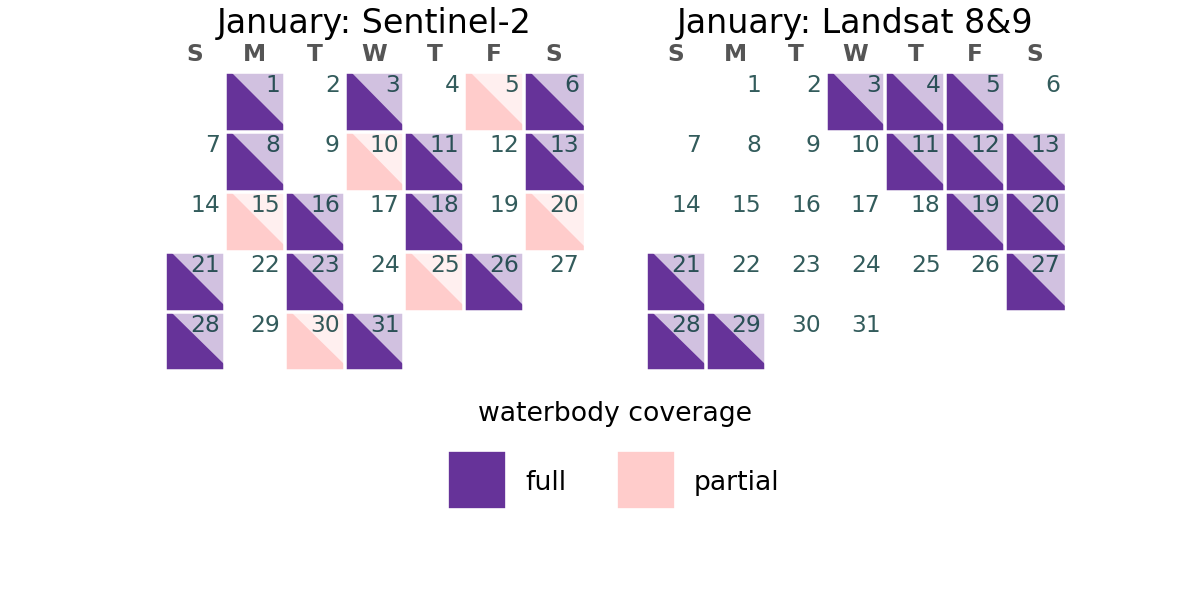 January: Sentinel-2
S M T W T F S
1 2 3 4 5 6
7 8 9 10 11 12 13
14 15 16 17 18 19 20
21 22 23 24 25 26 27
28 29 30 31
January: Landsat 8&9
S M T W T F S
1 2 3 4 5 6
7 8 9 10 11 12 13
14 15 16 17 18 19 20
21 22 23 24 25 26 27
28 29 30 31
waterbody coverage
full partial